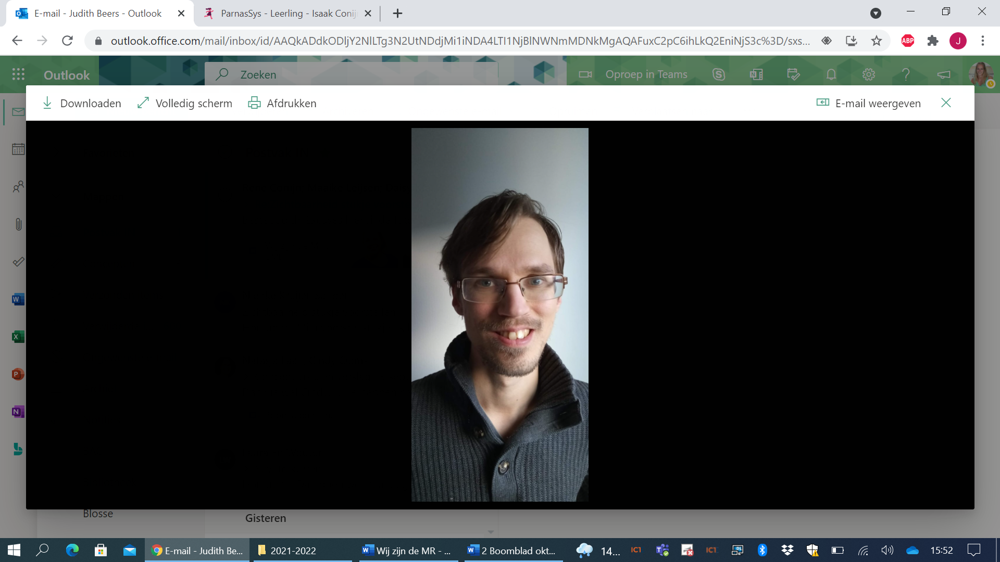 E-mail - Judith Beers - Outlook
ParnasSys - Leerling - Isaak Conij
outlook.office.com/mail/inbox/id/AAQkADdkODljY2NlLTg3N2UtNDdjMi1iNDA4LTI1NjBlNWNmMDNkMgAQAFuxC2pC6ihLkQ2EniNjS3c%3D/sxs...
ABP
J
Outlook
Zoeken
Oproep in Teams
Downloaden
Volledig scherm
Afdrukken
E-mail weergeven
Blosse
Gisteren
E-mail - Judith Be...
2021-2022
Wij zijn de MR - ...
2 Boomblad okt...
14...
15:52